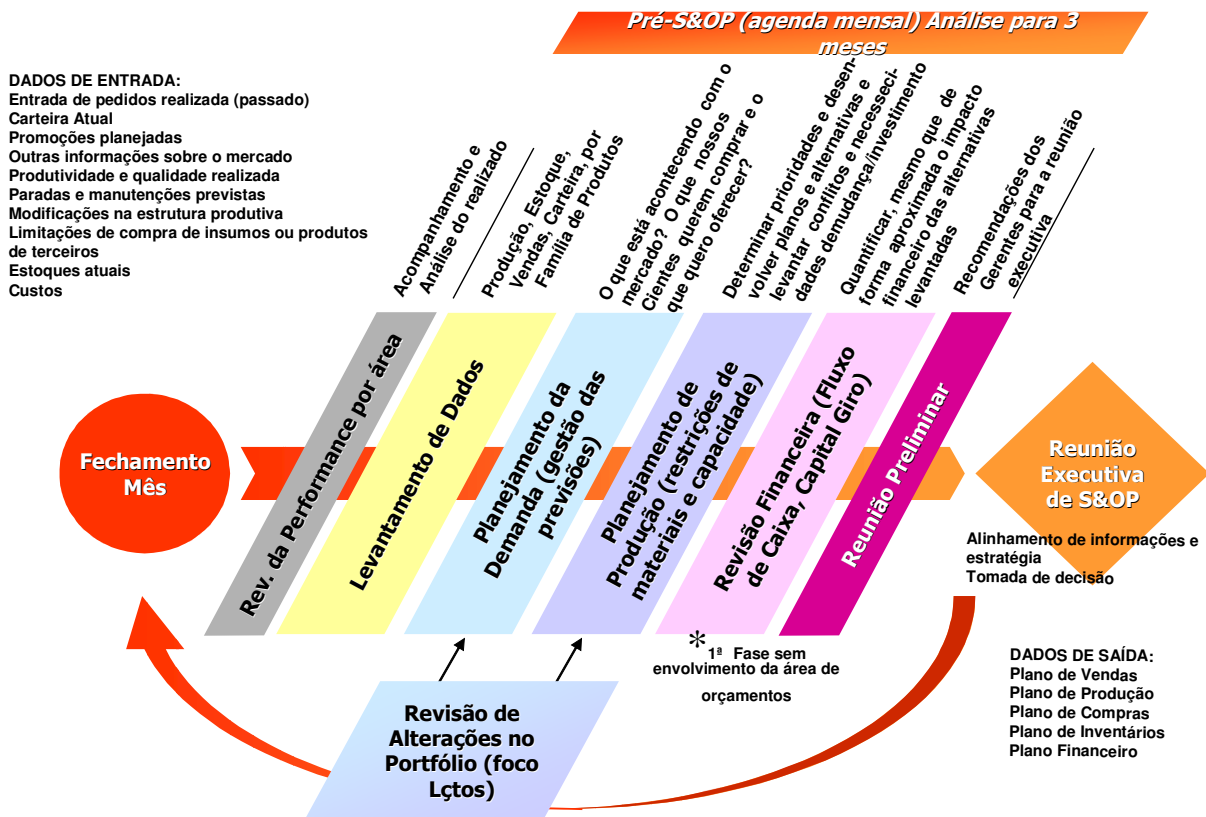 Pré-S&OP (agenda mensal) Análise para 3
meses
DADOS DE ENTRADA:
Entrada de pedidos realizada (passado)
Carteira Atual
Promoções planejadas
Outras informações sobre o mercado
Produtividade e qualidade realizada
Paradas e manutenções previstas
Modificações na estrutura produtiva
Limitações de compra de insumos ou produtos
de terceiros
Estoques atuais
Custos
Acompanhamento e
Análise do realizado
Produção, Estoque,
Vendas, Carteira, por
Família de Produtos
O que está acontecendo com o
mercado? O que nossos
Cientes querem comprar e o
que quero oferecer?
Determinar prioridades e desen-
volver planos e alternativas e
levantar conflitos e necesseci-
dades demudança/investimento
Quantificar, mesmo que de
forma aproximada o impacto
financeiro das alternativas
levantadas
Recomendações dos
Gerentes para a reunião
executiva
Fechamento
Mês
Rev. da Performance por área
Levantamento de Dados
Planejamento da
Demanda (gestão das
previsões)
Planejamento de
Produção (restrições de
materiais e capacidade)
Revisão Financeira (Fluxo
de Caixa, Capital Giro)
Reunião Preliminar
Reunião
Executiva
de S&OP
Alinhamento de informações e
estratégia
Tomada de decisão
* 1ª Fase sem
envolvimento da área de
orçamentos
Revisão de
Alterações no
Portfólio (foco
Lçtos)
DADOS DE SAÍDA:
Plano de Vendas
Plano de Produção
Plano de Compras
Plano de Inventários
Plano Financeiro